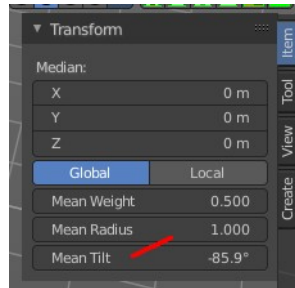 Transform
Item
Median:
X 0 m
Tool
Y 0 m
Z 0 m
View
Global Local
Mean Weight 0.500
Create
Mean Radius 1.000
Mean Tilt -85.9°